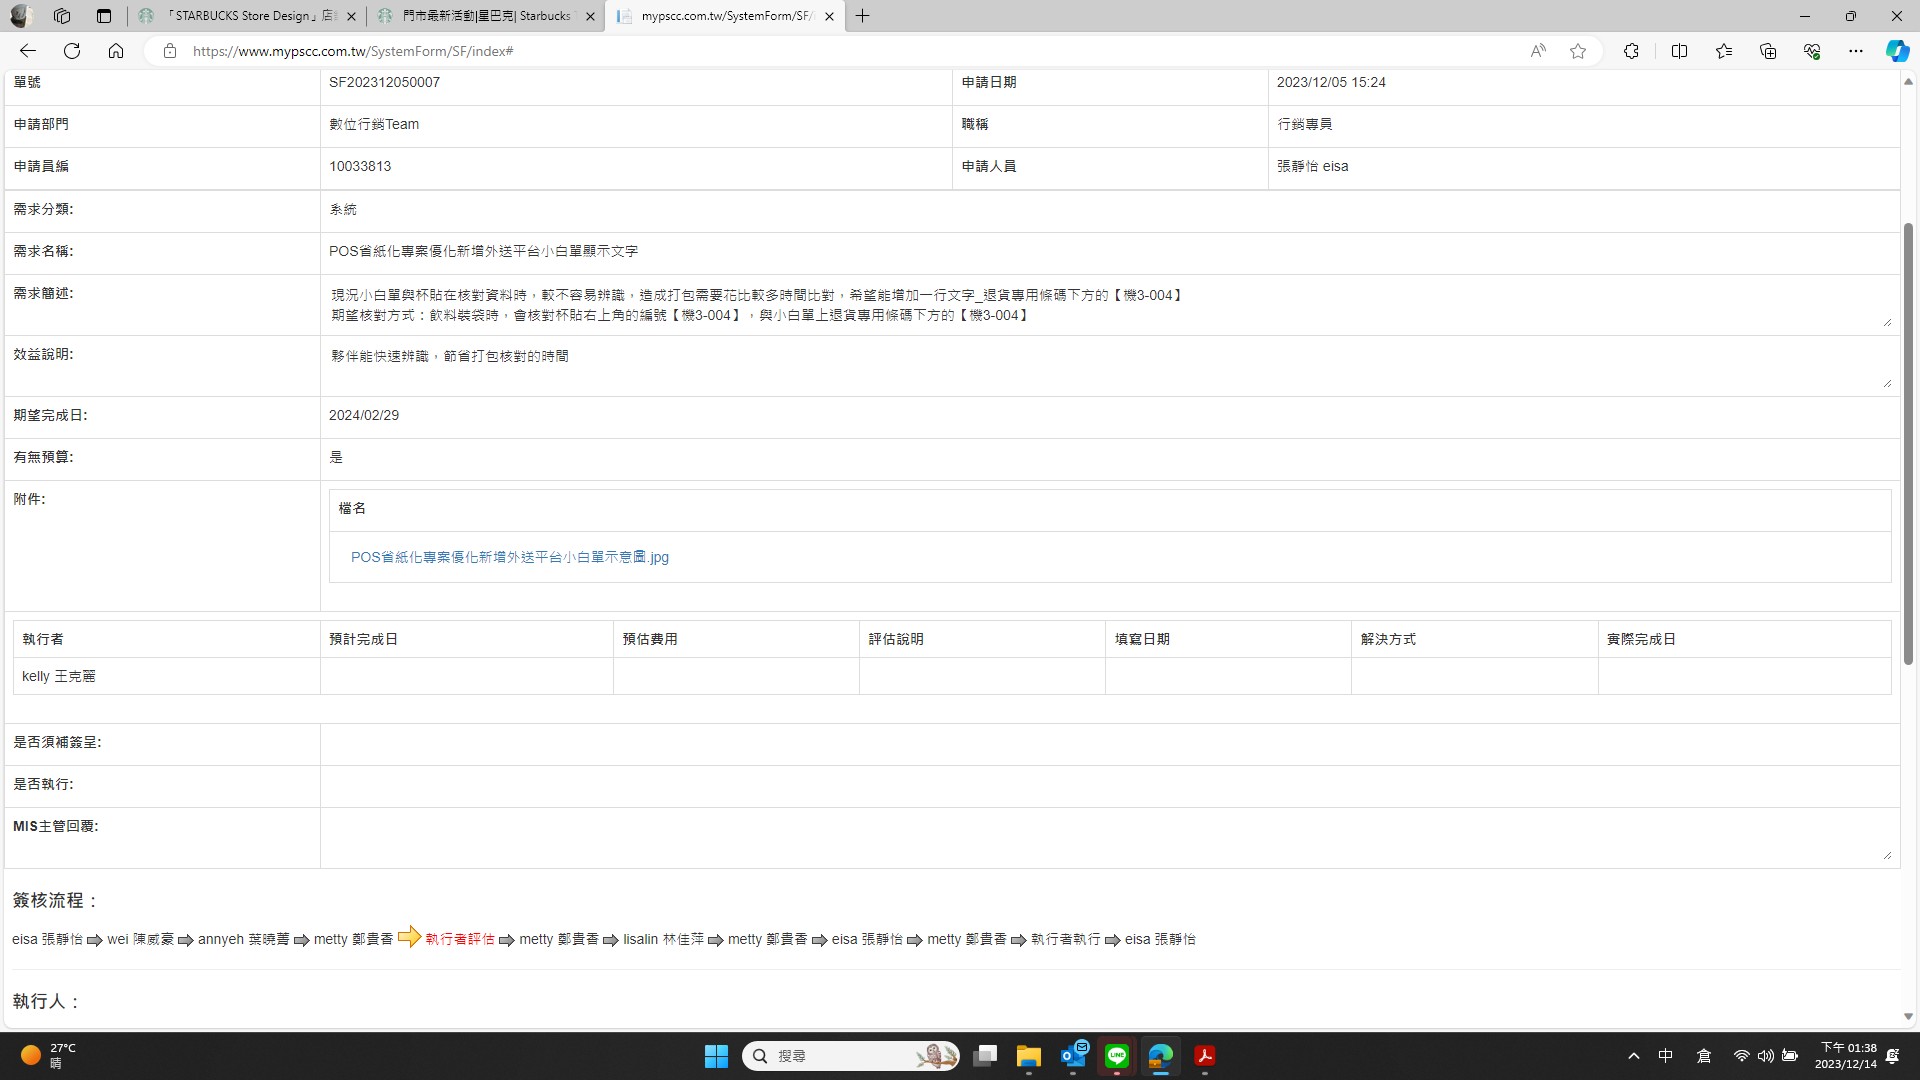 「STARBUCKS Store Design」店
門市最新活動|星巴克| Starbucks
mypscc.com.tw/SystemForm/SF/
https://www.mypscc.com.tw/SystemForm/SF/index#
單號 SF202312050007 申請日期 2023/12/05 15:24
申請部門 數位行銷Team 職稱 行銷專員
申請員編 10033813 申請人員 張靜怡 eisa
需求分類: 系統
需求名稱: POS省紙化專案優化新增外送平台小白單顯示文字
需求簡述: 現況小白單與杯貼在核對資料時，較不容易辨識，造成打包需要花比較多時間比對，希望能增加一行文字_退貨專用條碼下方的【機3-004】
期望核對方式：飲料裝袋時，會核對杯貼右上角的編號【機3-004】，與小白單上退貨專用條碼下方的【機3-004】
效益說明: 夥伴能快速辨識，節省打包核對的時間
期望完成日: 2024/02/29
有無預算: 是
附件: 檔名
POS省紙化專案優化新增外送平台小白單示意圖.jpg
執行者 預計完成日 預估費用 評估說明 填寫日期 解決方式 實際完成日
kelly 王克麗
是否須補簽呈:
是否執行:
MIS主管回覆:
簽核流程：
eisa 張靜怡 wei 陳威豪 annyeh 葉曉菁 metty 鄭貴香 執行者評估 metty 鄭貴香 lisalin 林佳萍 metty 鄭貴香 eisa 張靜怡 metty 鄭貴香 執行者執行 eisa 張靜怡
執行人：
27°C
晴
搜尋
中
倉
下午 01:38
2023/12/14